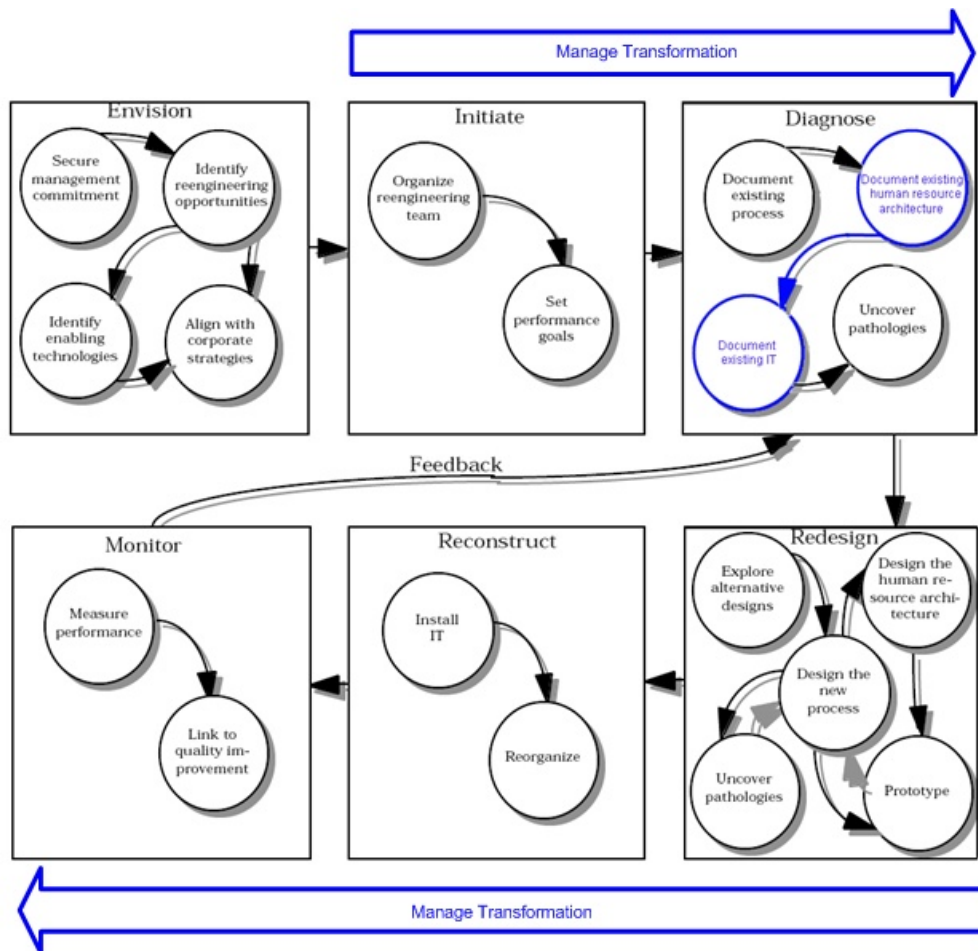 Manage Transformation
Envision
Secure
management
commitment
Identify
reengineering
opportunities
Identify
enabling
technologies
Align with
corporate
strategies
Initiate
Organize
reengineering
team
Set
performance
goals
Diagnose
Document
existing
process
Document existing
human resource
architecture
Document
existing IT
Uncover
pathologies
Feedback
Monitor
Measure
performance
Link to
quality im-
provement
Reconstruct
Install
IT
Reorganize
Redesign
Explore
alternative
designs
Design the
human re-
source archi-
tecture
Design the
new
process
Uncover
pathologies
Prototype
Manage Transformation